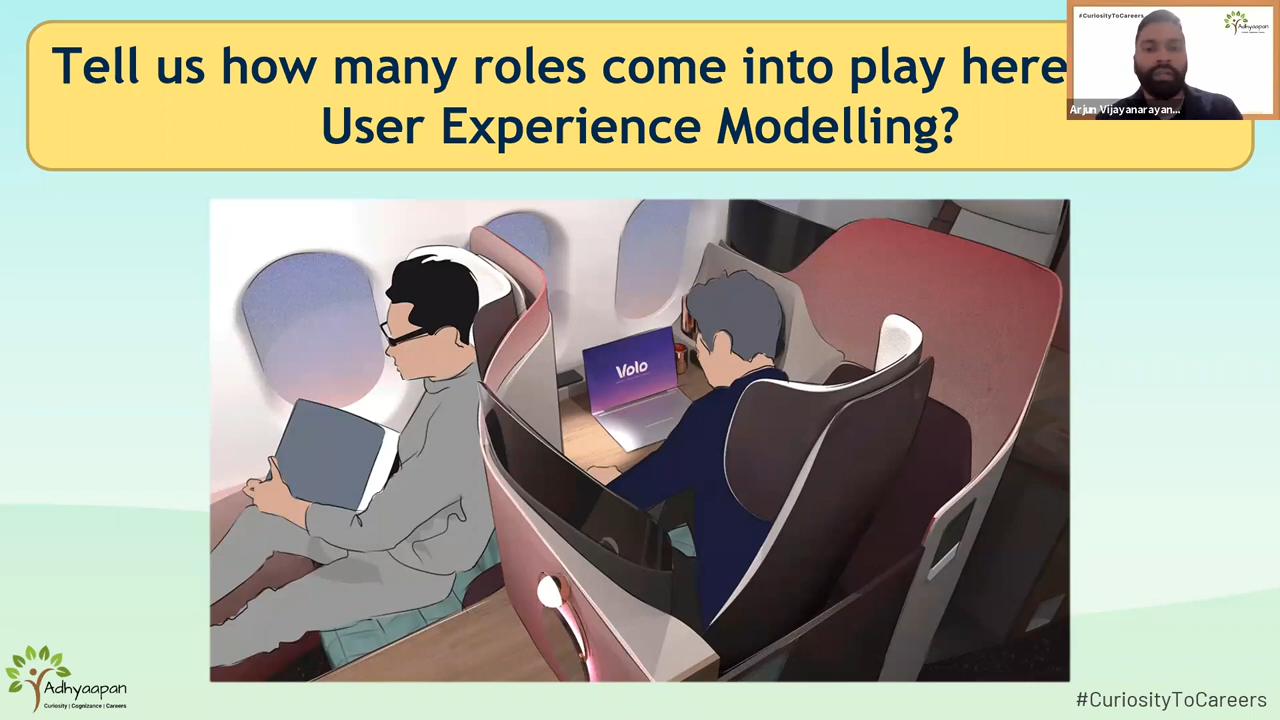 Tell us how many roles come into play here
User Experience Modelling?
#CuriosityToCareers
Adhyaapan
Arjun Vijayanarayan...
Volo
Adhyaapan
Curiosity | Cognizance | Careers
#CuriosityToCareers